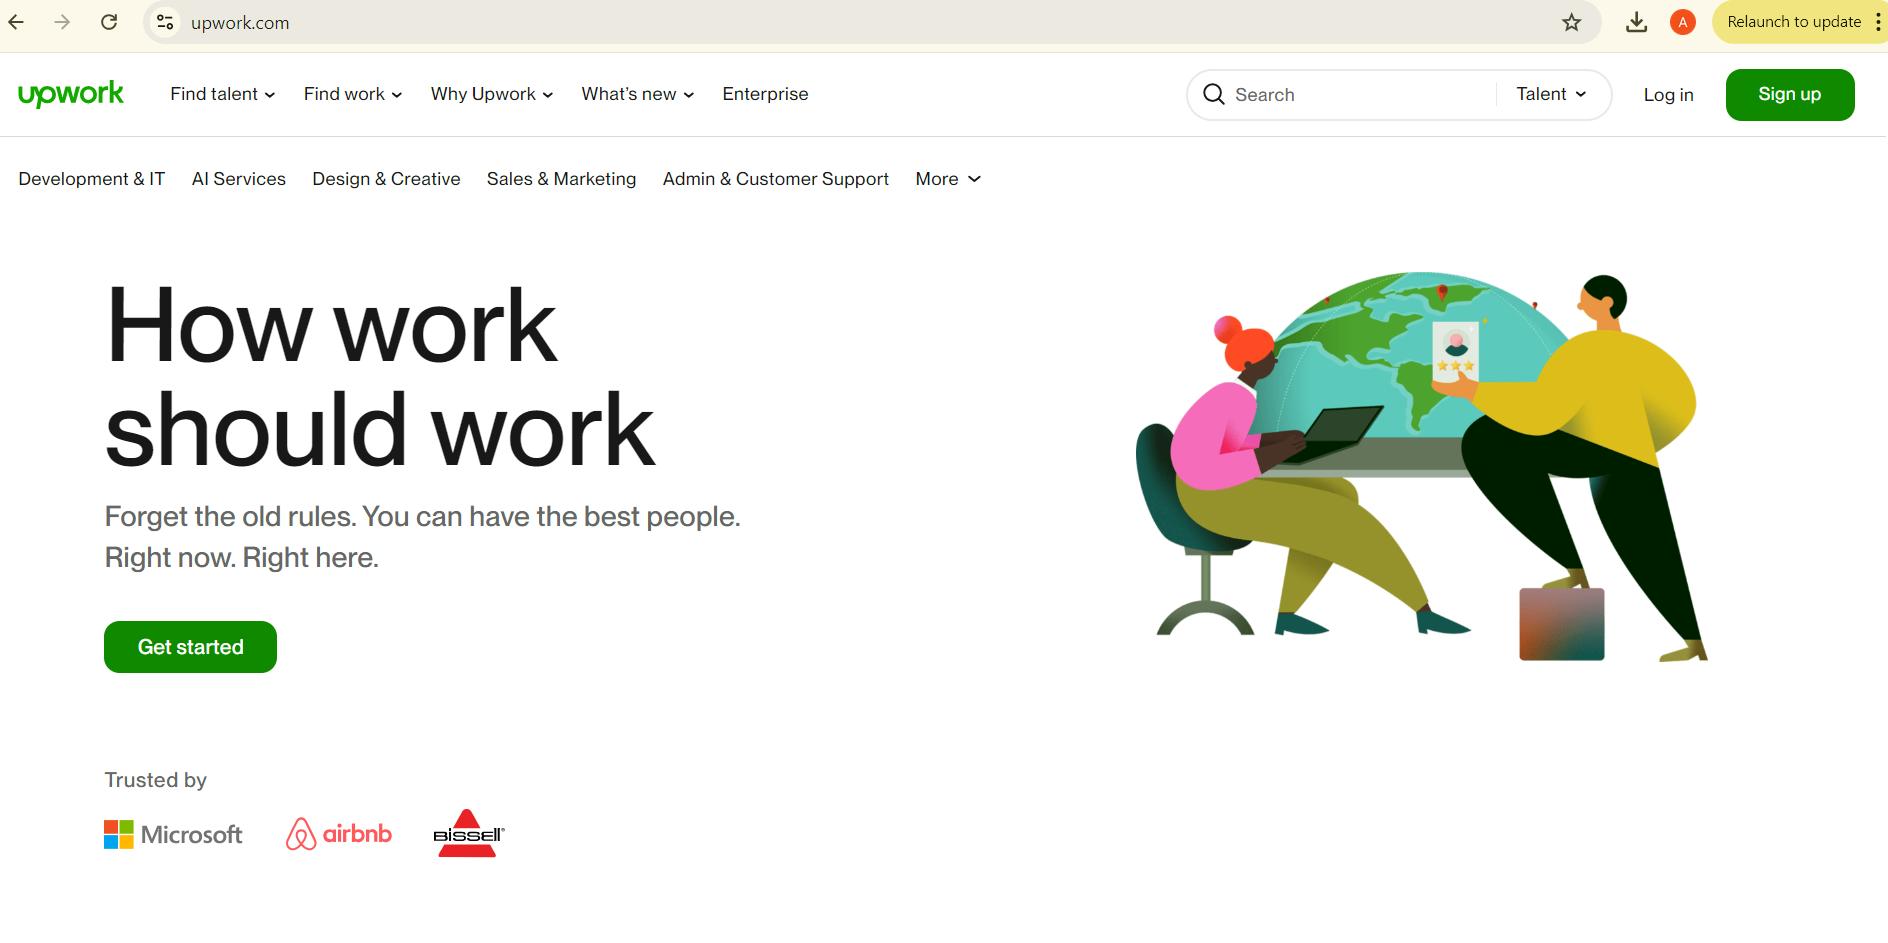 upwork.com
A
Relaunch to update
upwork
Find talent
Find work
Why Upwork
What's new
Enterprise
Search
Talent
Log in
Sign up
Development & IT
AI Services
Design & Creative
Sales & Marketing
Admin & Customer Support
More
How work
should work
Forget the old rules. You can have the best people.
Right now. Right here.
Get started
Trusted by
Microsoft
airbnb
BISSELL®